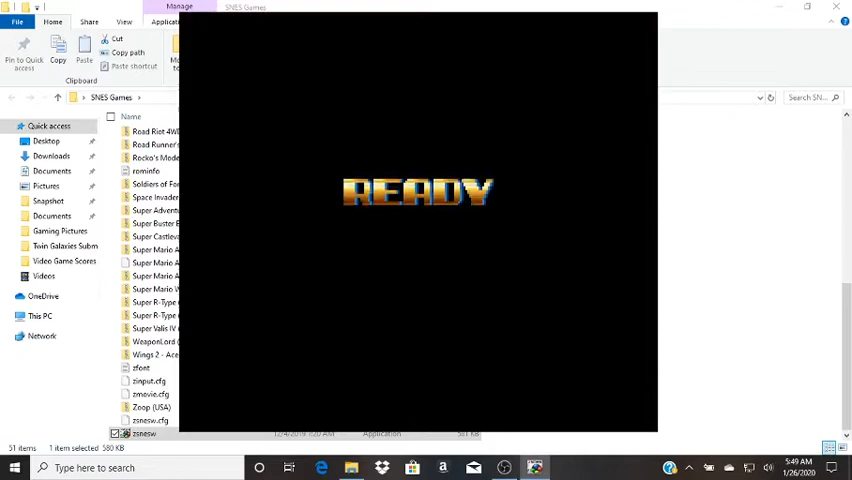 Manage
SNES Games
File
Home
Share
View
Pin to Quick
access
Copy
Paste
Cut
Copy path
Paste shortcut
Clipboard
SNES Games
Search SN...
Name
Quick access
Desktop
Downloads
Documents
Pictures
Snapshot
Documents
Gaming Pictures
Twin Galaxies Subm
Video Game Scores
Videos
OneDrive
This PC
Network
Road Riot 4WD
Road Runner's
Rocko's Mode
rominfo
Soldiers of For
Space Invader
Super Adventu
Super Buster B
Super Castleva
Super Mario A
Super Mario A
Super Mario A
Super Mario W
Super R-Type (
Super R-Type (
Super Valis IV (
WeaponLord (
Wings 2 - Ace
zfont
zinput.cfg
zmovie.cfg
Zoop (USA)
zsnesw.cfg
zsnesw
READY
51 items
1 item selected 580 KB
Type here to search
5:49 AM
1/26/2020